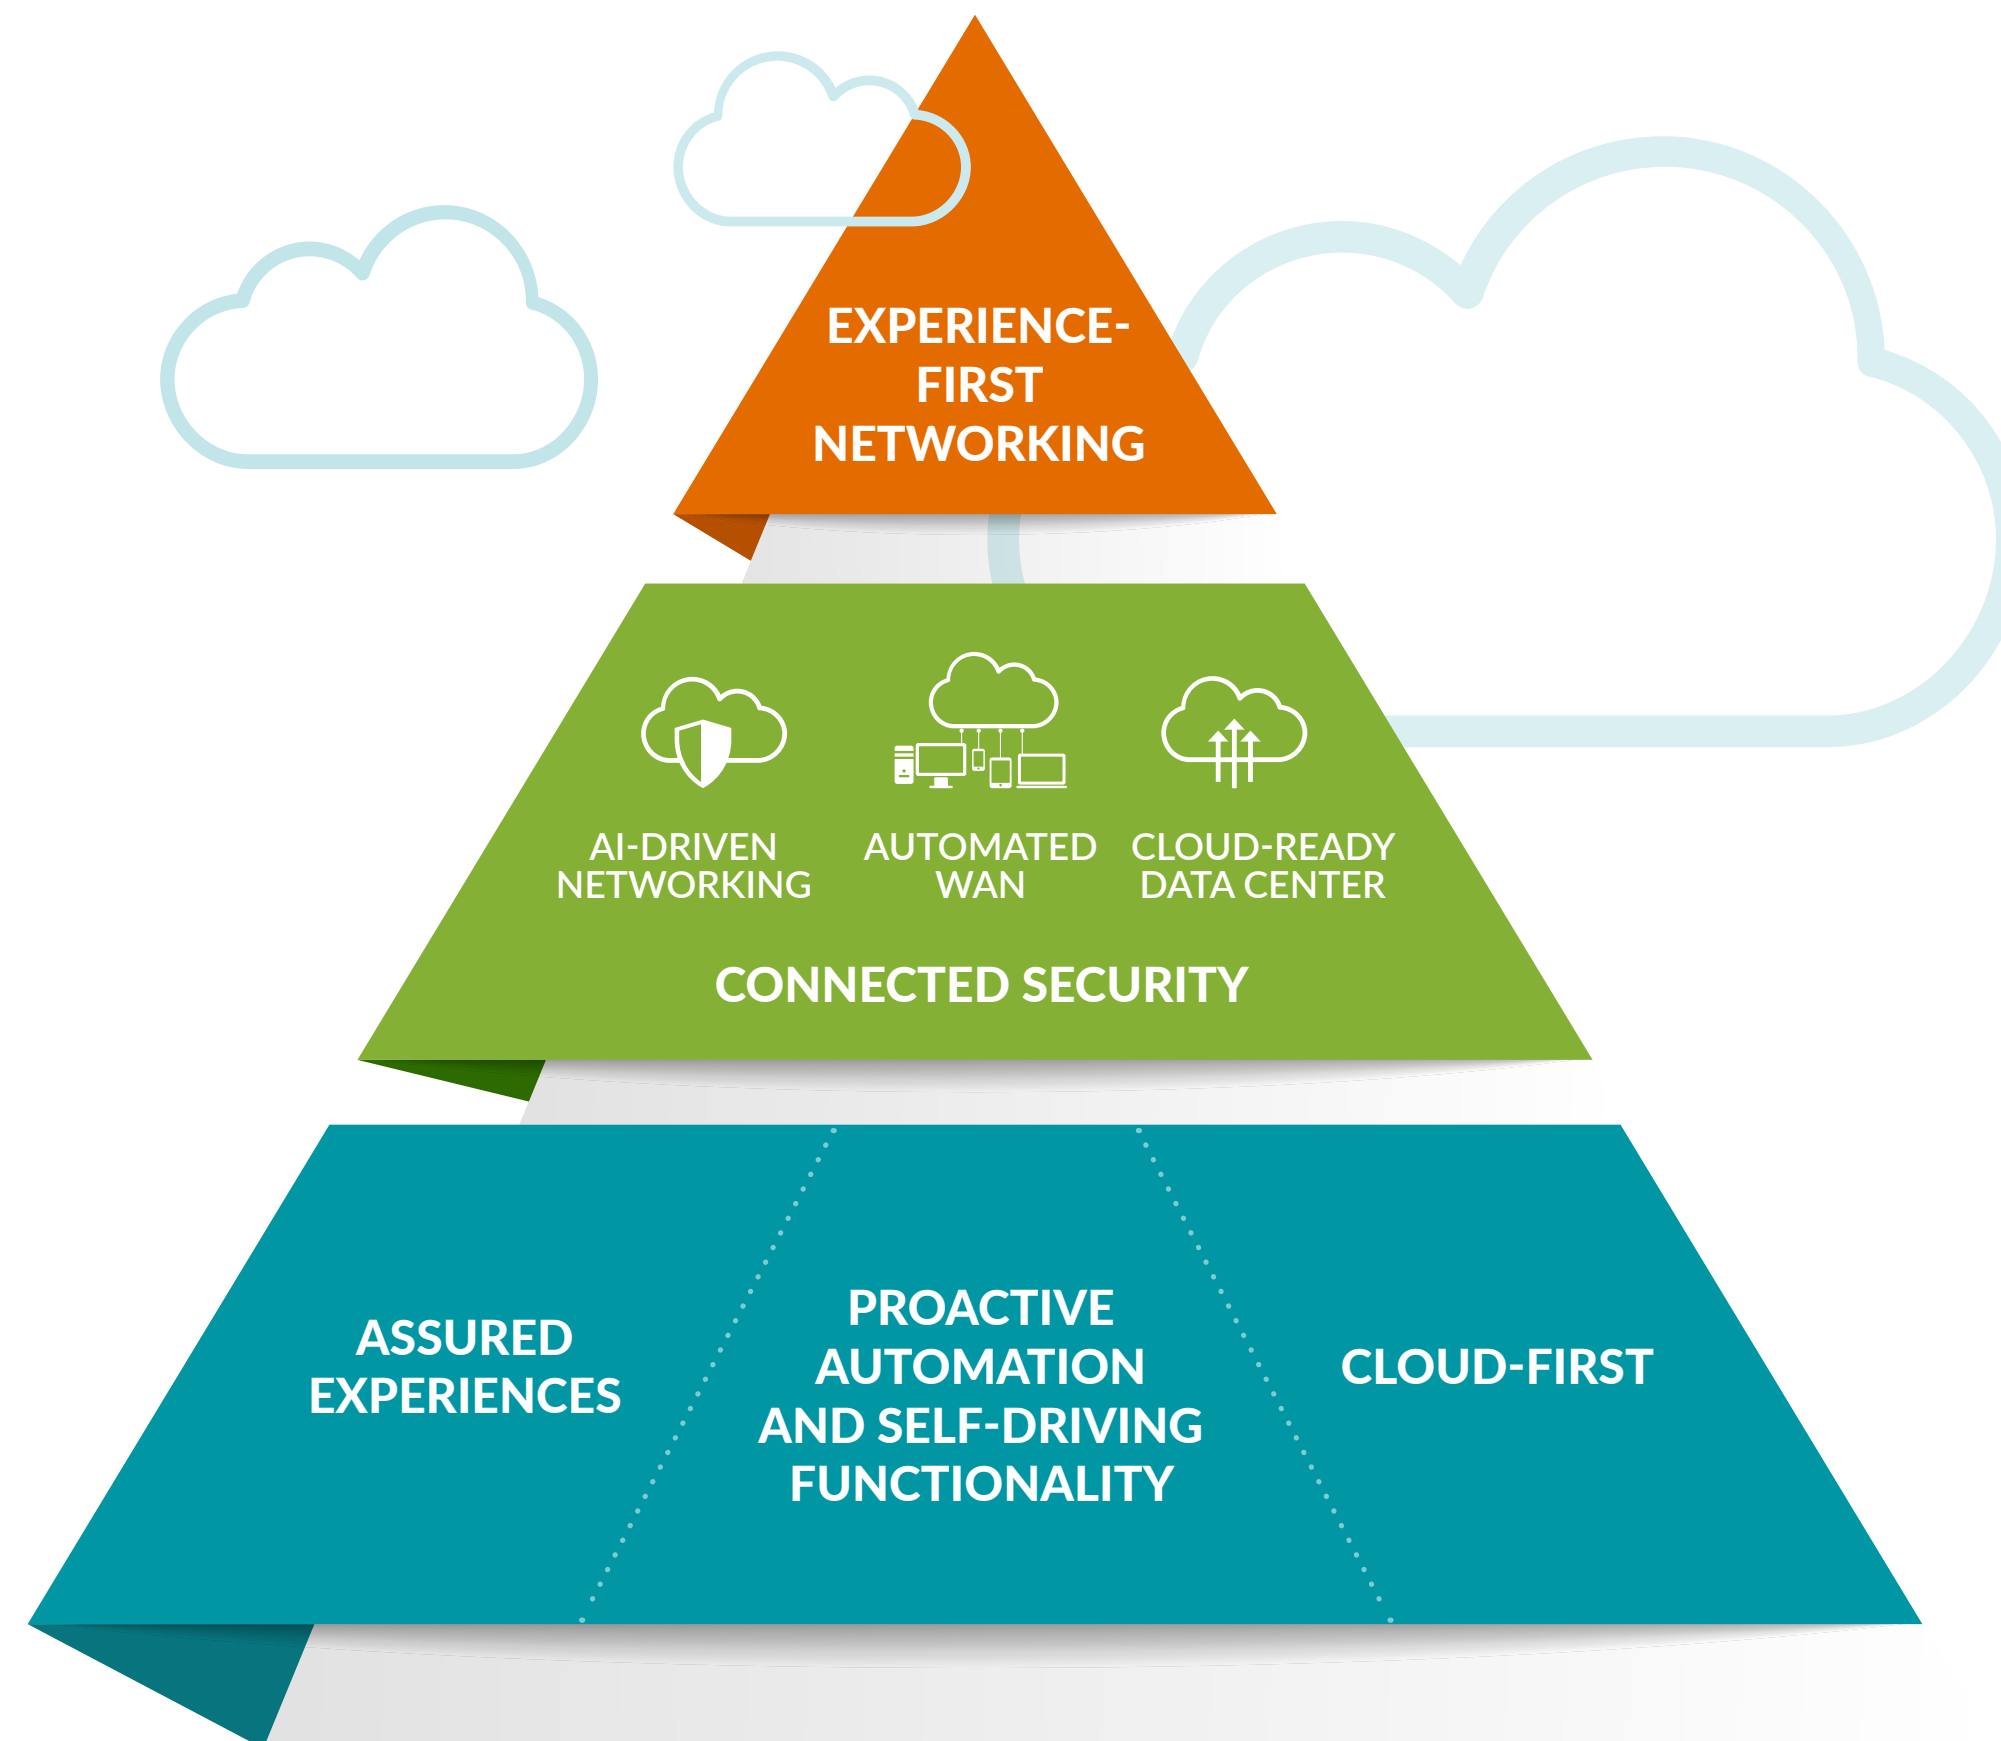 EXPERIENCE-
FIRST
NETWORKING
AI-DRIVEN
NETWORKING
AUTOMATED
WAN
CLOUD-READY
DATA CENTER
CONNECTED SECURITY
ASSURED
EXPERIENCES
PROACTIVE
AUTOMATION
AND SELF-DRIVING
FUNCTIONALITY
CLOUD-FIRST